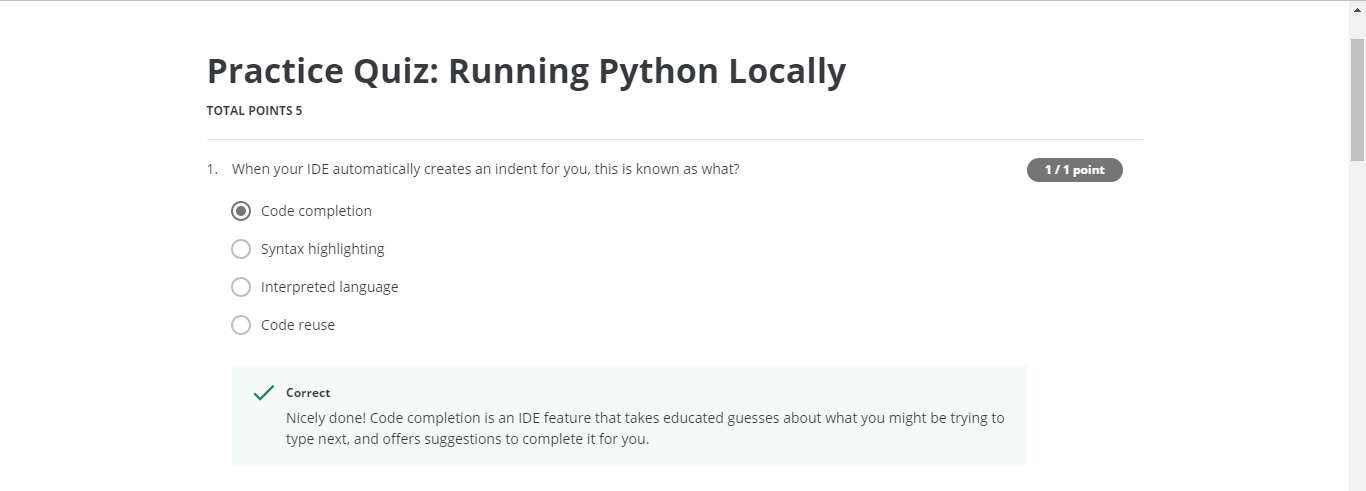 Practice Quiz: Running Python Locally
TOTAL POINTS 5
1. When your IDE automatically creates an indent for you, this is known as what?
1 / 1 point
Code completion
Syntax highlighting
Interpreted language
Code reuse
Correct
Nicely done! Code completion is an IDE feature that takes educated guesses about what you might be trying to
type next, and offers suggestions to complete it for you.